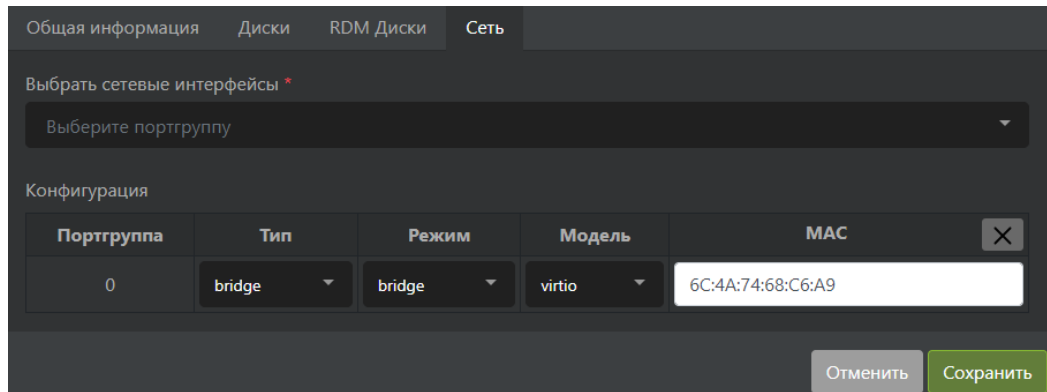 Общая информация Диски RDM Диски Сеть
Выбрать сетевые интерфейсы *
Выберите портгруппу
Конфигурация
Портгруппа Тип Режим Модель MAC
0 bridge bridge virtio 6C:4A:74:68:C6:A9
Отменить Сохранить